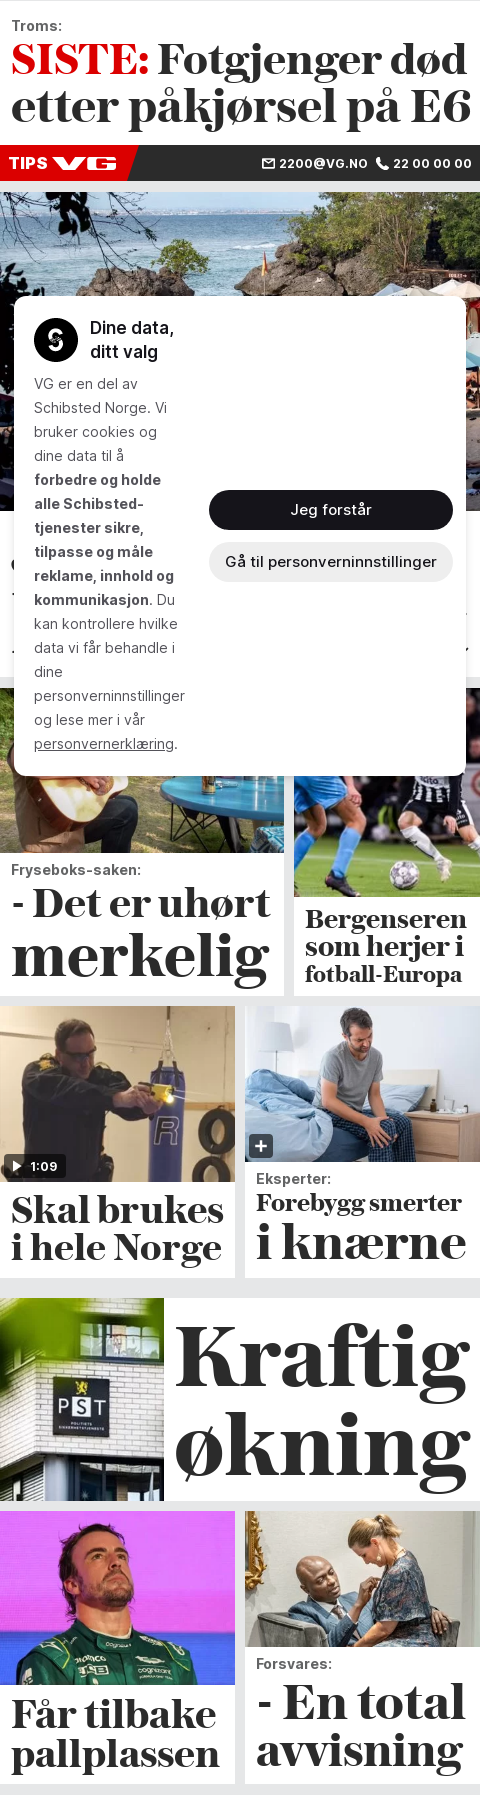 Troms:
SISTE: Fotgjenger død
etter påkjørsel på E6
TIPS VG
2200@VG.NO 22 00 00 00
Dine data,
ditt valg
VG er en del av
Schibsted Norge. Vi
bruker cookies og
dine data til å
forbedre og holde
alle Schibsted-
tjenester sikre,
tilpasse og måle
reklame, innhold og
kommunikasjon. Du
kan kontrollere hvilke
data vi får behandle i
dine
personverninnstillinger
og lese mer i vår
personvernerklæring.
Jeg forstår
Gå til personverninnstillinger
Fryseboks-saken:
- Det er uhørt
merkelig
Bergenseren
som herjer i
fotball-Europa
R
1:09
Skal brukes
i hele Norge
Eksperter:
Forebygg smerter
i knærne
PST
POLITIETS
SIKKERHETSTJENESTE
Kraftig
økning
aramco
cognizant
Får tilbake
pallplassen
Forsvares:
- En total
avvisning